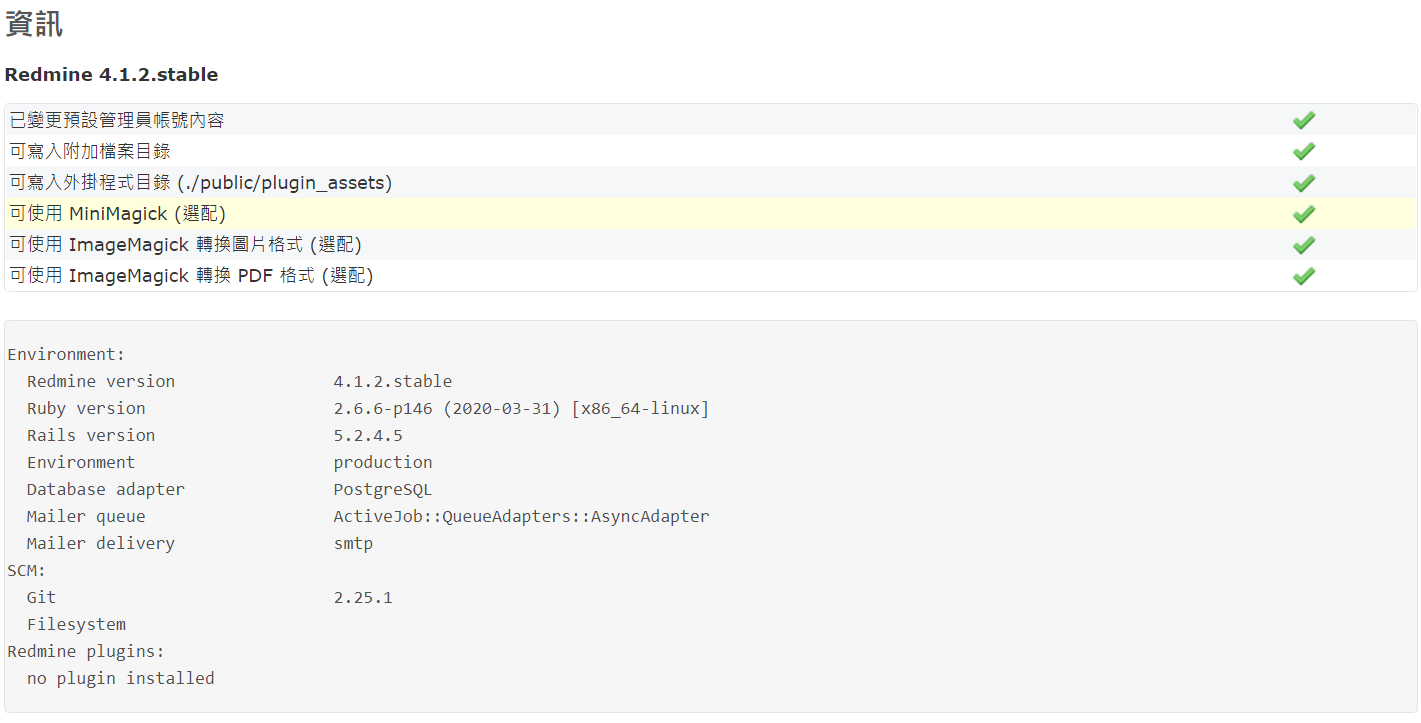 資訊
Redmine 4.1.2.stable
已變更預設管理員帳號內容
可寫入附加檔案目錄
可寫入外掛程式目錄 (./public/plugin_assets)
可使用 MiniMagick (選配)
可使用 ImageMagick 轉換圖片格式 (選配)
可使用 ImageMagick 轉換 PDF 格式 (選配)
Environment:
Redmine version 4.1.2.stable
Ruby version 2.6.6-p146 (2020-03-31) [x86_64-linux]
Rails version 5.2.4.5
Environment production
Database adapter PostgreSQL
Mailer queue ActiveJob::QueueAdapters::AsyncAdapter
Mailer delivery smtp
SCM:
Git 2.25.1
Filesystem
Redmine plugins:
no plugin installed